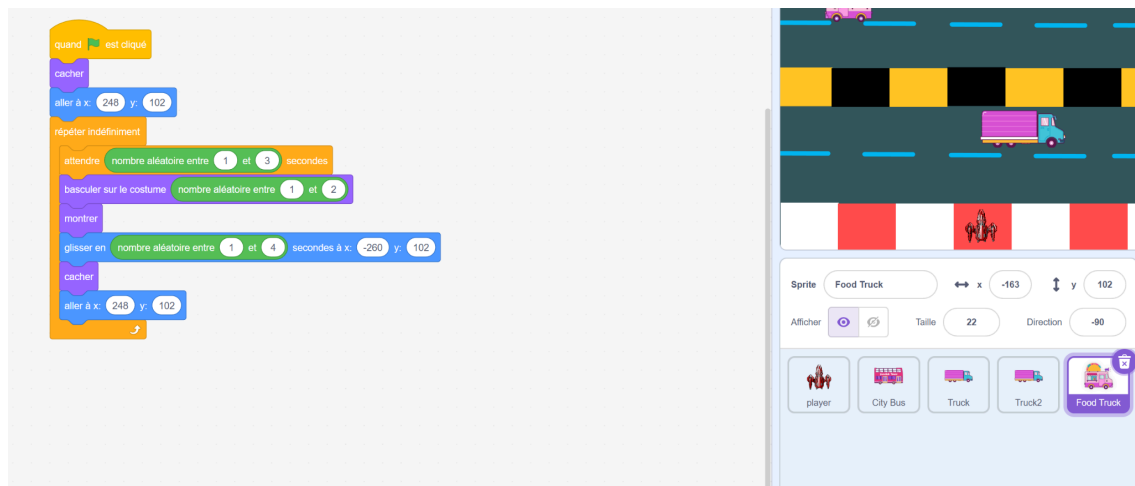 quand est cliqué
cacher
aller à x: 248 y: 102
répéter indéfiniment
attendre nombre aléatoire entre 1 et 3 secondes
basculer sur le costume nombre aléatoire entre 1 et 2
montrer
glisser en nombre aléatoire entre 1 et 4 secondes à x: -260 y: 102
cacher
aller à x: 248 y: 102
Sprite Food Truck x -163 y 102
Afficher Taille 22 Direction -90
player City Bus Truck Truck2 Food Truck